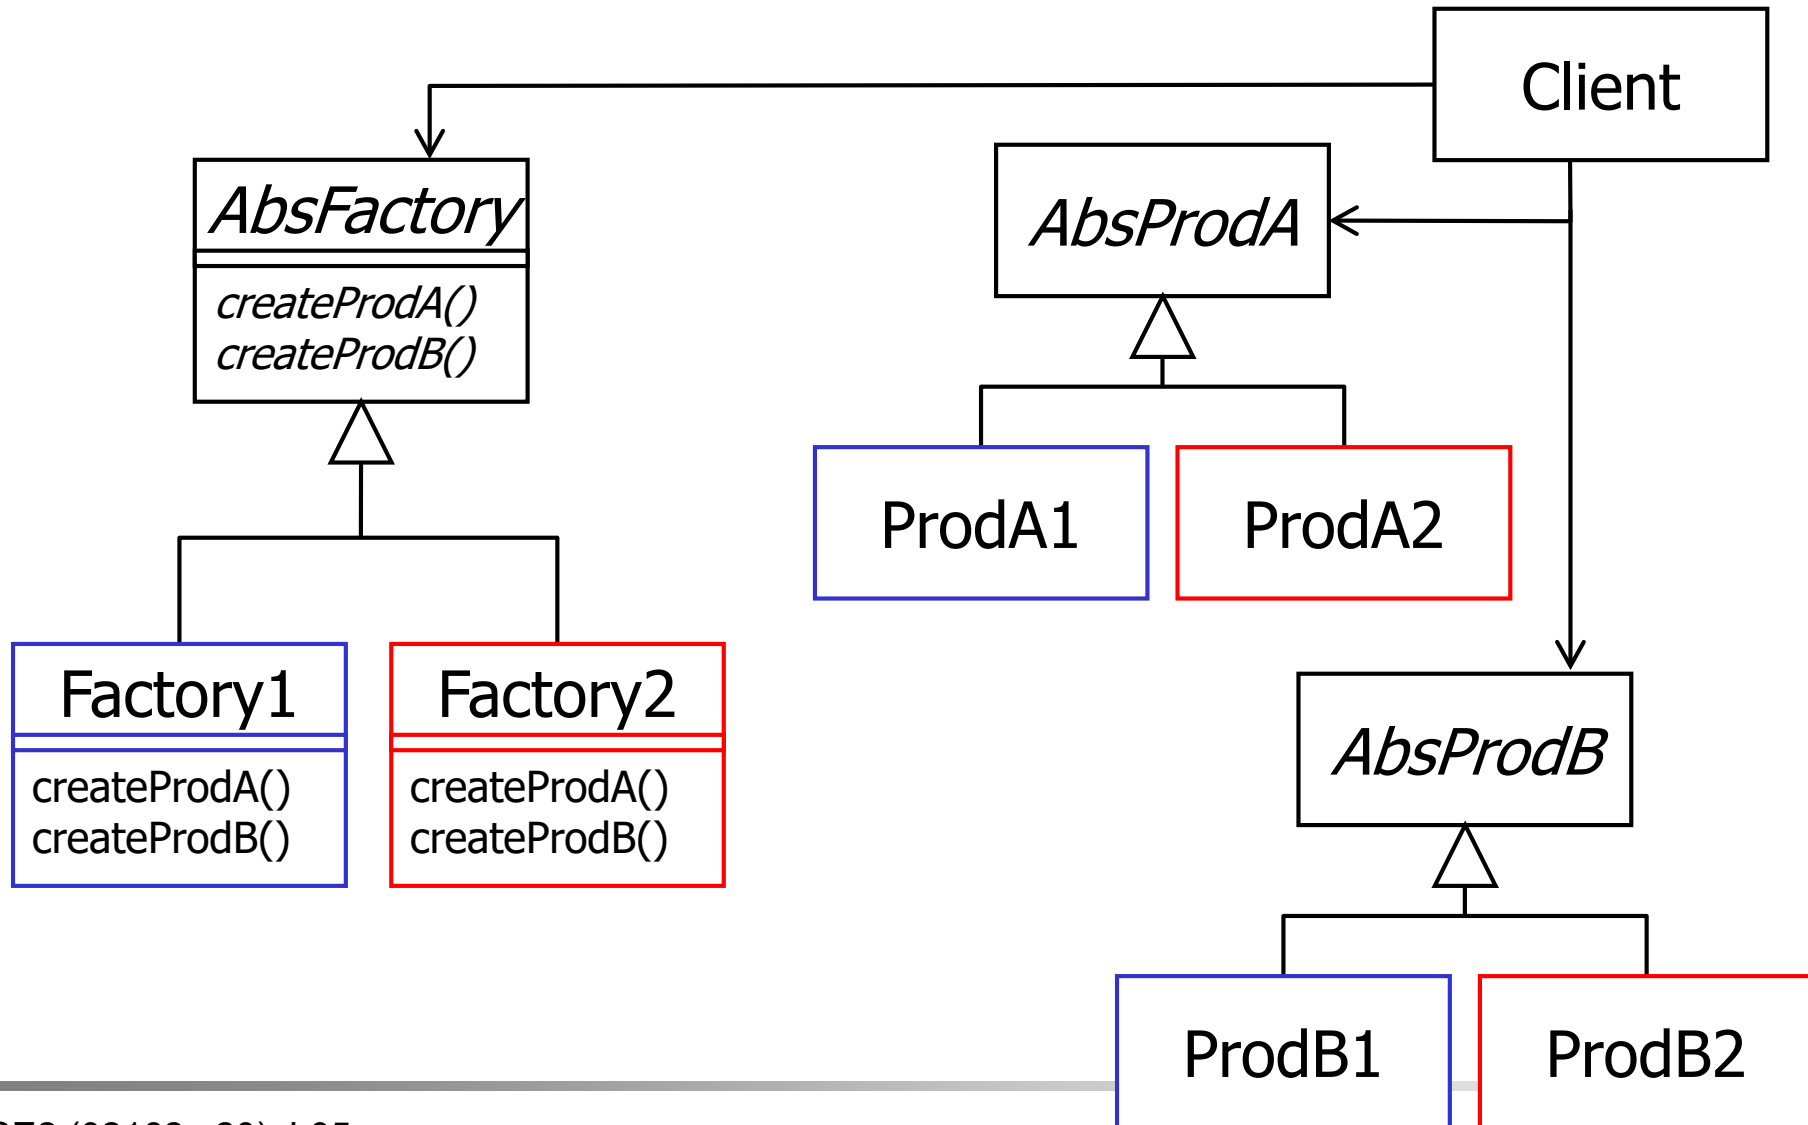 Client
AbsFactory
createProdA()
createProdB()
AbsProdA
ProdA1
ProdA2
Factory1
createProdA()
createProdB()
Factory2
createProdA()
createProdB()
AbsProdB
ProdB1
ProdB2